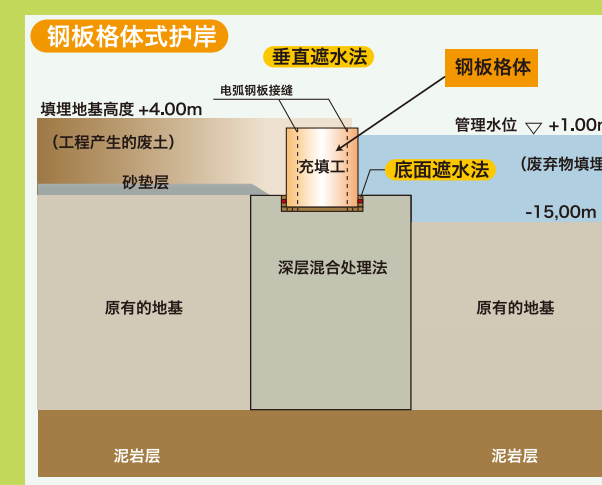 钢板格体式护岸
垂直遮水法
钢板格体
电弧钢板接缝
填埋地基高度 +4.00m
管理水位 ▽ +1.00m
(工程产生的废土)
充填工
底面遮水法
(废弃物填埋
砂垫层
-15,00m
深层混合处理法
原有的地基
原有的地基
泥岩层
泥岩层